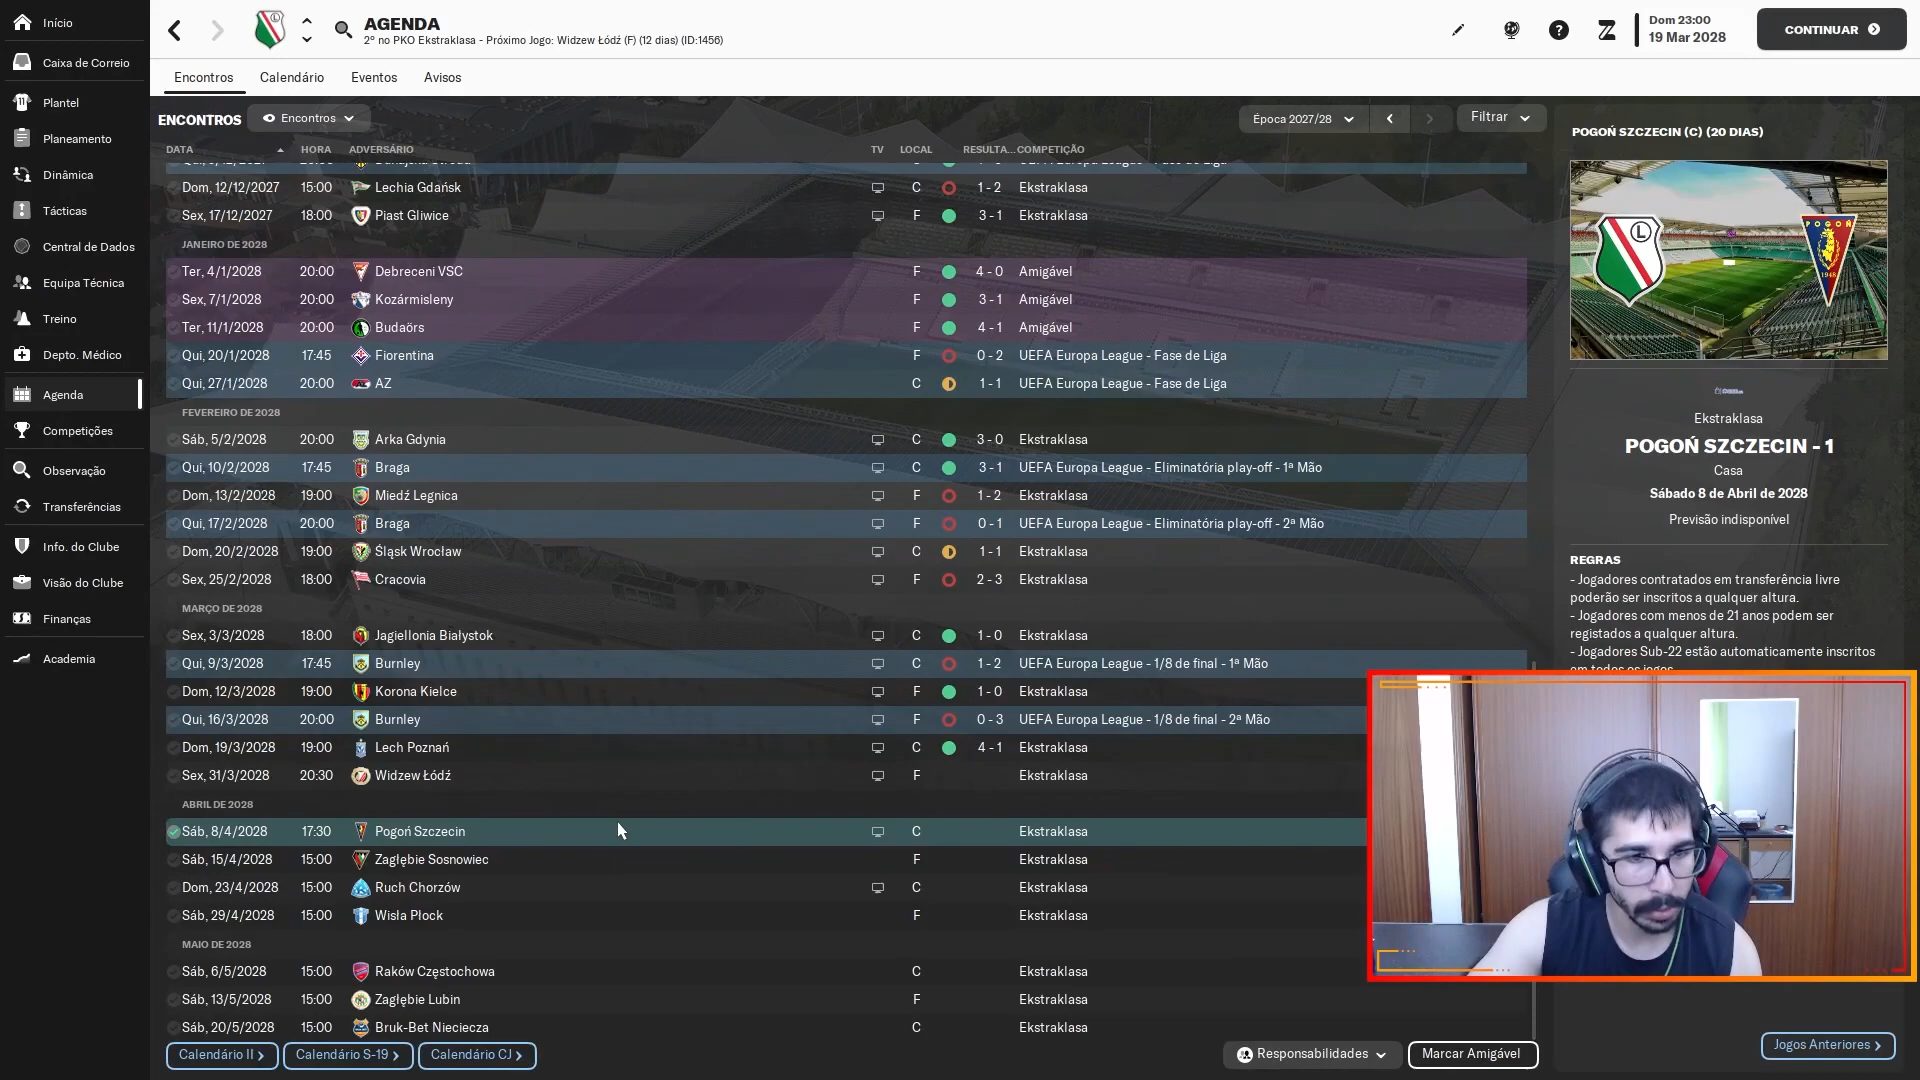 Início
Caixa de Correio
Plantel
Planeamento
Dinâmica
Tácticas
Central de Dados
Equipa Técnica
Treino
Depto. Médico
Agenda
Competições
Observação
Transferências
Info. do Clube
Visão do Clube
Finanças
Academia
AGENDA
2º no PKO Ekstraklasa - Próximo Jogo: Widzew Łódź (F) (12 dias) (ID:1456)
Dom 23:00
19 Mar 2028
CONTINUAR
Encontros Calendário Eventos Avisos
ENCONTROS Encontros Época 2027/28 Filtrar
DATA HORA ADVERSÁRIO TV LOCAL RESULTA... COMPETIÇÃO
Dom, 12/12/2027 15:00 Lechia Gdańsk C 1 - 2 Ekstraklasa
Sex, 17/12/2027 18:00 Piast Gliwice F 3 - 1 Ekstraklasa
JANEIRO DE 2028
Ter, 4/1/2028 20:00 Debreceni VSC F 4 - 0 Amigável
Sex, 7/1/2028 20:00 Kozármisleny F 3 - 1 Amigável
Ter, 11/1/2028 20:00 Budaörs F 4 - 1 Amigável
Qui, 20/1/2028 17:45 Fiorentina F 0 - 2 UEFA Europa League - Fase de Liga
Qui, 27/1/2028 20:00 AZ C 1 - 1 UEFA Europa League - Fase de Liga
FEVEREIRO DE 2028
Sáb, 5/2/2028 20:00 Arka Gdynia C 3 - 0 Ekstraklasa
Qui, 10/2/2028 17:45 Braga C 3 - 1 UEFA Europa League - Eliminatória play-off - 1ª Mão
Dom, 13/2/2028 19:00 Miedź Legnica F 1 - 2 Ekstraklasa
Qui, 17/2/2028 20:00 Braga F 0 - 1 UEFA Europa League - Eliminatória play-off - 2ª Mão
Dom, 20/2/2028 19:00 Śląsk Wrocław C 1 - 1 Ekstraklasa
Sex, 25/2/2028 18:00 Cracovia F 2 - 3 Ekstraklasa
MARÇO DE 2028
Sex, 3/3/2028 18:00 Jagiellonia Białystok C 1 - 0 Ekstraklasa
Qui, 9/3/2028 17:45 Burnley C 1 - 2 UEFA Europa League - 1/8 de final - 1ª Mão
Dom, 12/3/2028 19:00 Korona Kielce F 1 - 0 Ekstraklasa
Qui, 16/3/2028 20:00 Burnley F 0 - 3 UEFA Europa League - 1/8 de final - 2ª Mão
Dom, 19/3/2028 19:00 Lech Poznań C 4 - 1 Ekstraklasa
Sex, 31/3/2028 20:30 Widzew Łódź F Ekstraklasa
ABRIL DE 2028
Sáb, 8/4/2028 17:30 Pogoń Szczecin C Ekstraklasa
Sáb, 15/4/2028 15:00 Zagłębie Sosnowiec F Ekstraklasa
Dom, 23/4/2028 15:00 Ruch Chorzów C Ekstraklasa
Sáb, 29/4/2028 15:00 Wisła Płock F Ekstraklasa
MAIO DE 2028
Sáb, 6/5/2028 15:00 Raków Częstochowa C Ekstraklasa
Sáb, 13/5/2028 15:00 Zagłębie Lubin F Ekstraklasa
Sáb, 20/5/2028 15:00 Bruk-Bet Nieciecza C Ekstraklasa
Calendário II Calendário S-19 Calendário CJ Responsabilidades Marcar Amigável
POGOŃ SZCZECIN (C) (20 DIAS)
Ekstraklasa
POGOŃ SZCZECIN - 1
Casa
Sábado 8 de Abril de 2028
Previsão indisponível
REGRAS
- Jogadores contratados em transferência livre
poderão ser inscritos a qualquer altura.
- Jogadores com menos de 21 anos podem ser
registados a qualquer altura.
- Jogadores Sub-22 estão automaticamente inscritos
em todos os jogos.
Jogos Anteriores